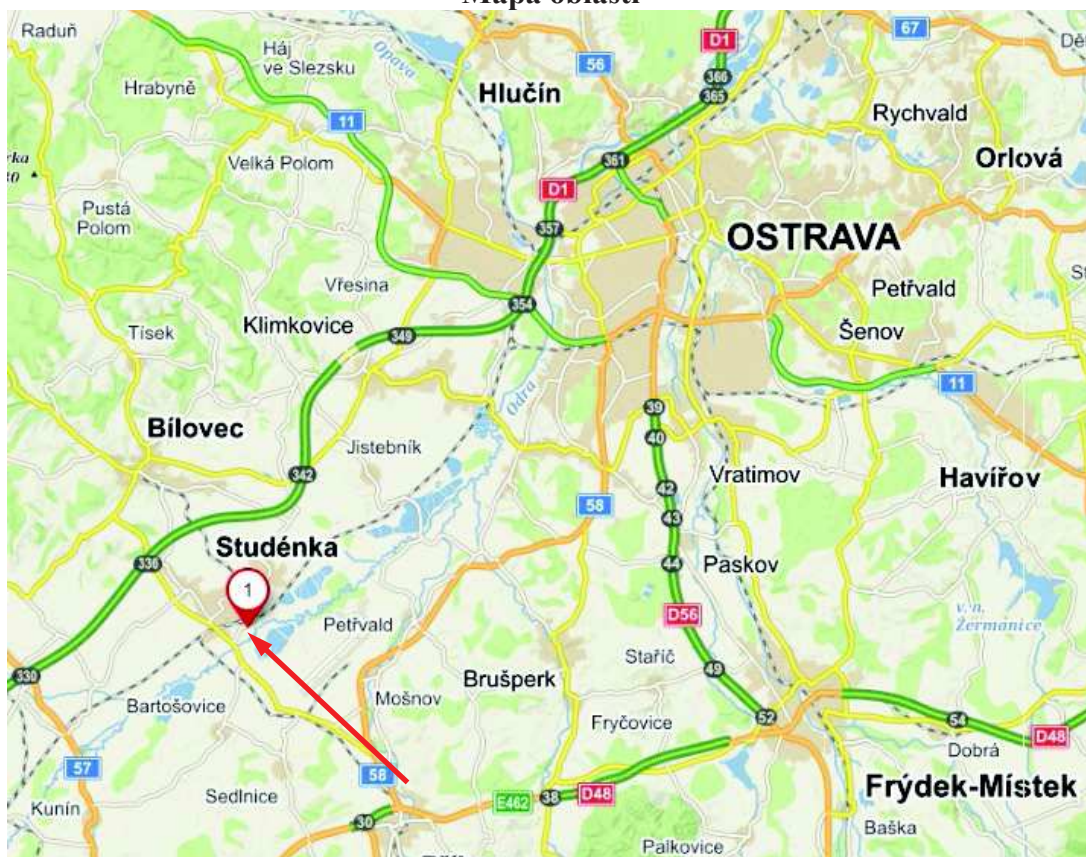 Mapa oblasti
Raduň
Háj
ve Slezsku
Opava
56
D1
67
366
365
Hrabyně
Hlučín
11
Rychvald
Velká Polom
361
Orlová
D1
Pustá
Polom
357
OSTRAVA
Vřesina
354
Petřvald
Klimkovice
349
Tísek
Šenov
11
Odra
39
Bílovec
40
Jistebník
342
Vratimov
Havířov
42
58
43
Studénka
336
44
Paskov
1
D56
v. n.
Žermanice
Petřvald
Staříč
49
330
Brušperk
Bartošovice
Mošnov
52
Fryčovice
54
D48
Dobrá
57
58
Sedlnice
E462
38
D48
Frýdek-Místek
Kunín
30
Baška
Palkovice